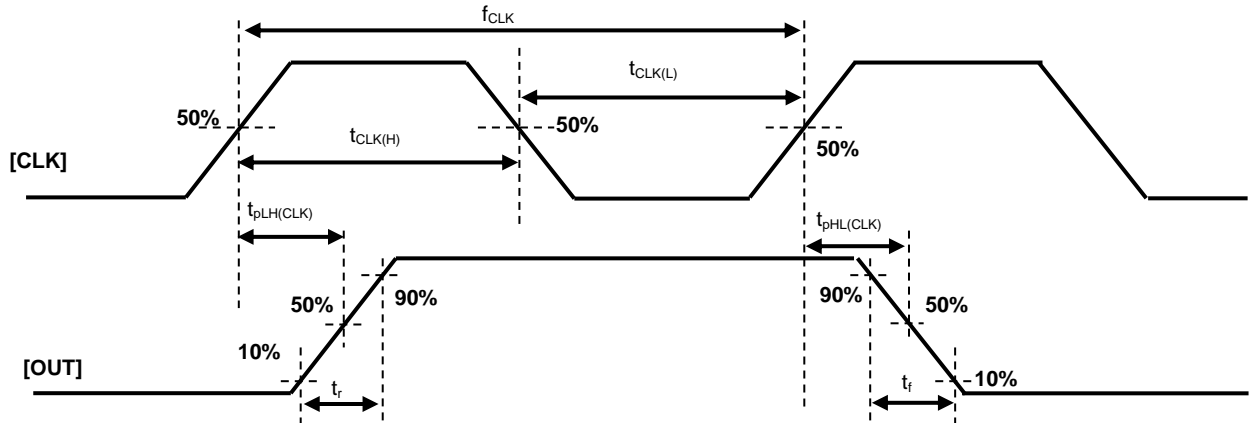 fCLK
tCLK(L)
50%
50%
tCLK(H)
50%
[CLK]
tpLH(CLK)
tpHL(CLK)
50%
90%
90%
50%
10%
[OUT]
tr
tf
10%